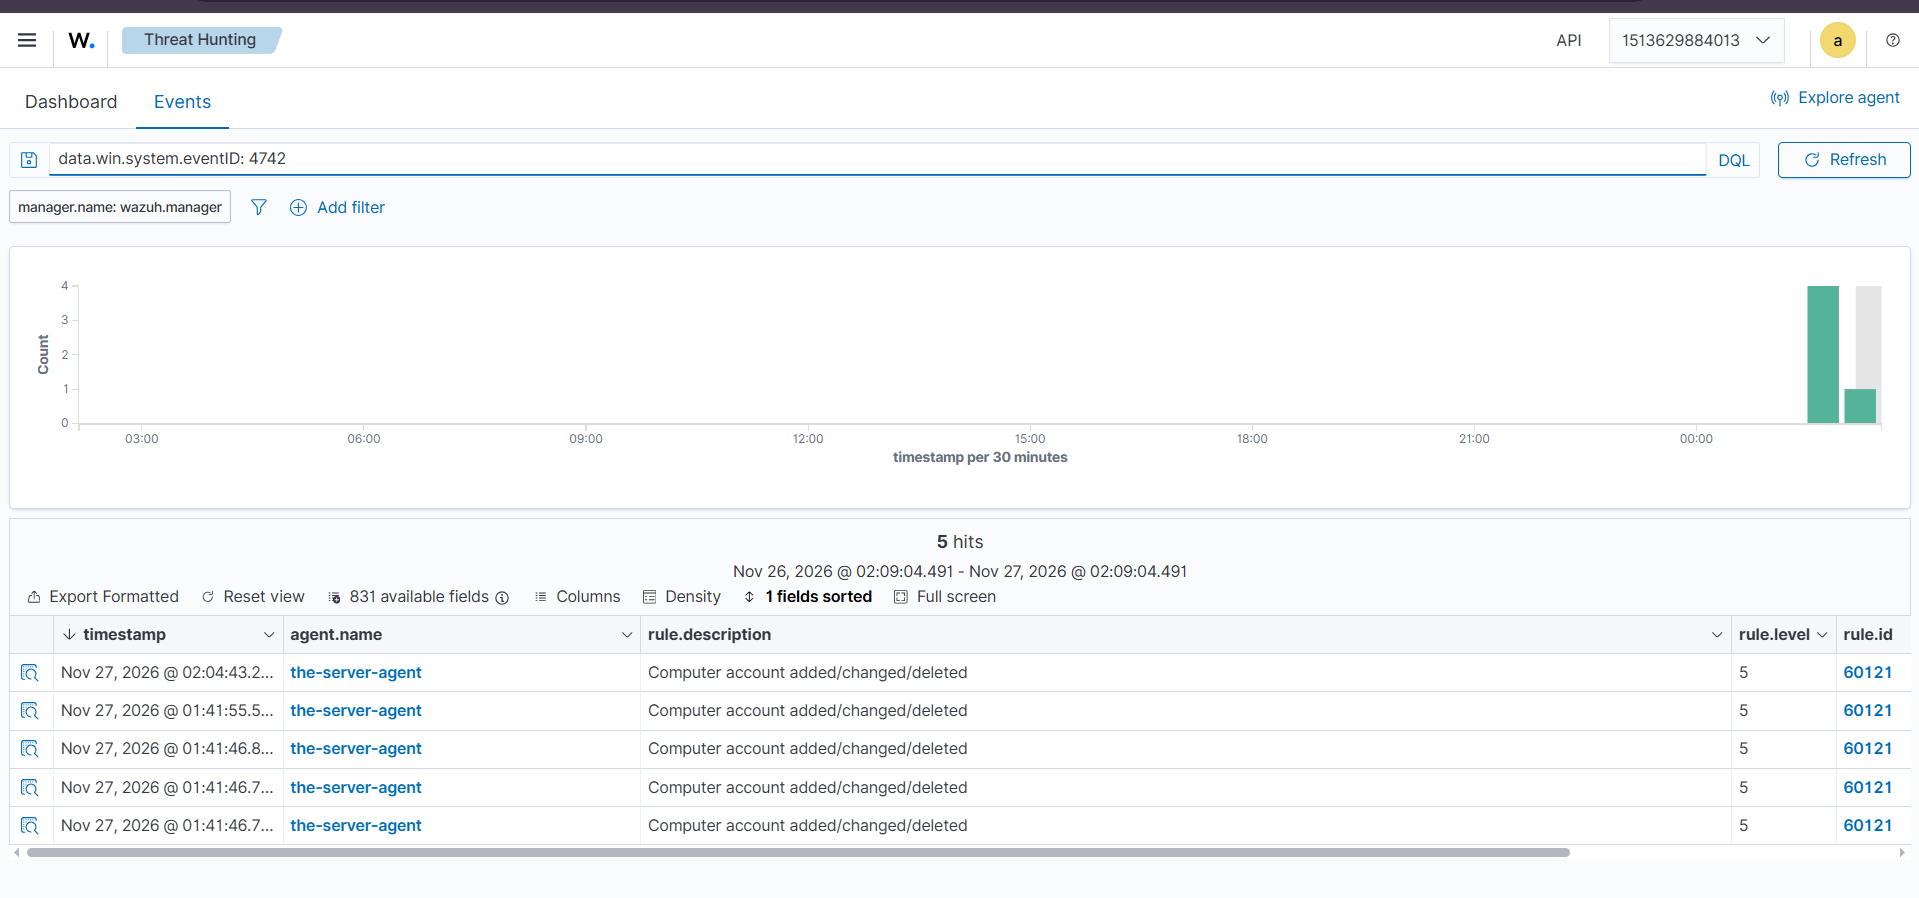 W. Threat Hunting API 1513629884013 a
Dashboard Events Explore agent
data.win.system.eventID: 4742 DQL Refresh
manager.name: wazuh.manager Add filter
4
3
2
1
0
Count
03:00 06:00 09:00 12:00 15:00 18:00 21:00 00:00
timestamp per 30 minutes
5 hits
Nov 26, 2026 @ 02:09:04.491 - Nov 27, 2026 @ 02:09:04.491
Export Formatted Reset view 831 available fields Columns Density 1 fields sorted Full screen
timestamp agent.name rule.description rule.level rule.id
Nov 27, 2026 @ 02:04:43.2... the-server-agent Computer account added/changed/deleted 5 60121
Nov 27, 2026 @ 01:41:55.5... the-server-agent Computer account added/changed/deleted 5 60121
Nov 27, 2026 @ 01:41:46.8... the-server-agent Computer account added/changed/deleted 5 60121
Nov 27, 2026 @ 01:41:46.7... the-server-agent Computer account added/changed/deleted 5 60121
Nov 27, 2026 @ 01:41:46.7... the-server-agent Computer account added/changed/deleted 5 60121